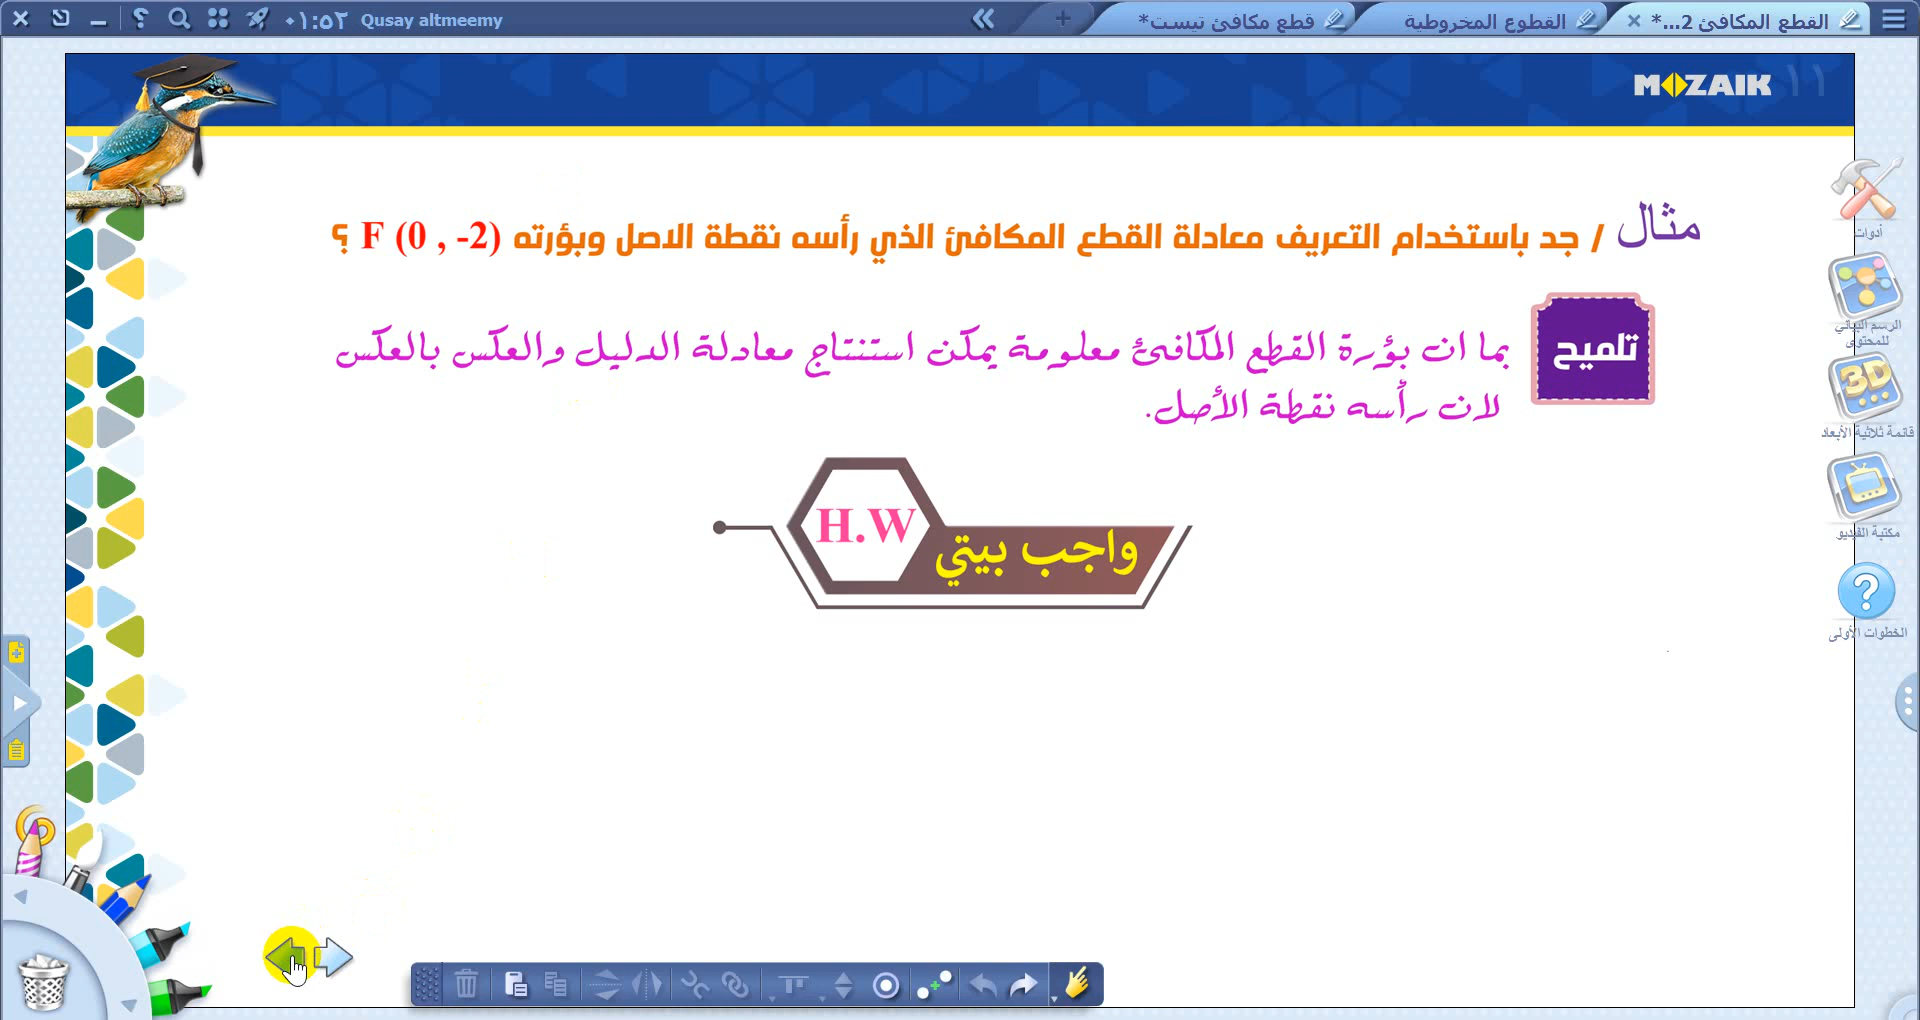 القطع المكافئ 2...*
القطوع المخروطية
قطع مكافئ تيست*
Qusay altmeemy
٠١:٥٢
MOZAIK
١١
مثال / جد باستخدام التعريف معادلة القطع المكافئ الذي رأسه نقطة الاصل وبؤرته F (0 , -2) ؟
تلميح
بما ان بؤرة القطع المكافئ معلومة يمكن استنتاج معادلة الدليل والعكس بالعكس
لان رأسه نقطة الأصل.
H.W
واجب بيتي
أدوات
الرسم البياني
للمحتوى
3D
قائمة ثلاثية الأبعاد
مكتبة الفيديو
الخطوات الأولى